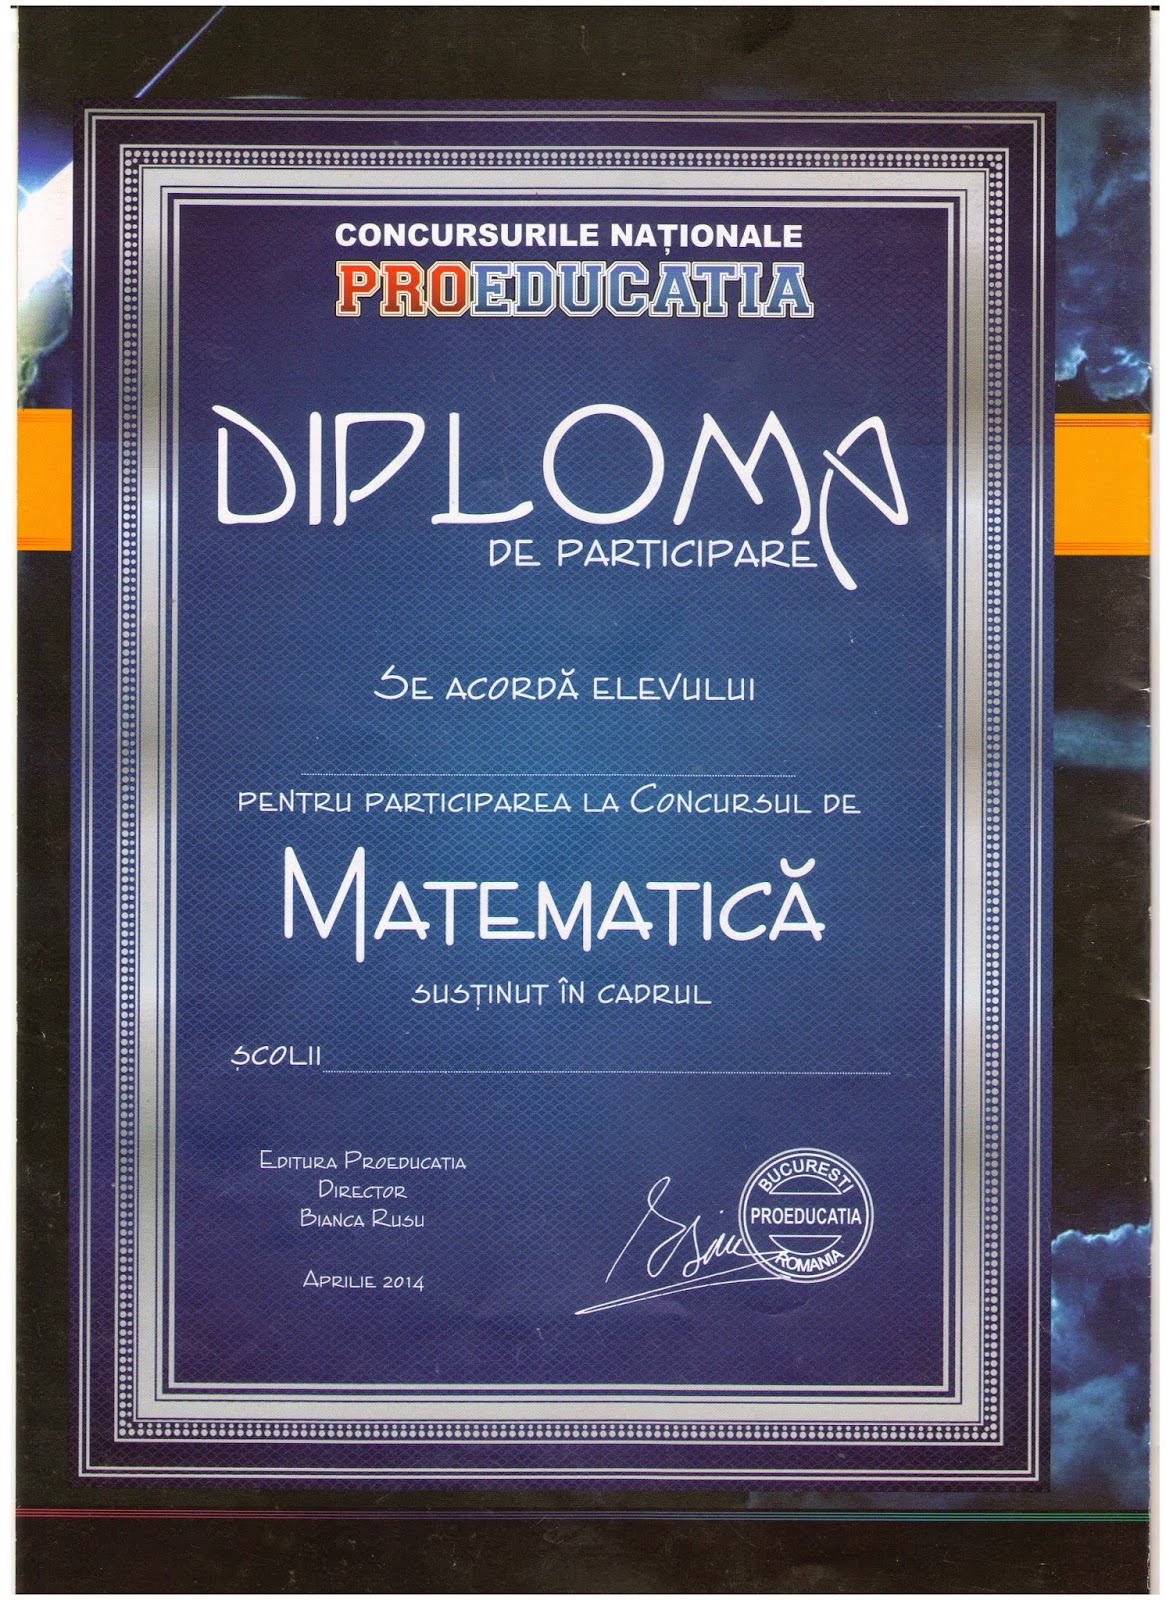 CONCURSURILE NAȚIONALE
PROEDUCATIA
DIPLOMA
DE PARTICIPARE
SE ACORDĂ ELEVULUI
PENTRU PARTICIPAREA LA CONCURSUL DE
MATEMATICĂ
SUSȚINUT ÎN CADRUL
ȘCOLII
EDITURA PROEDUCATIA
DIRECTOR
BIANCA RUSU
APRILIE 2014
BUCURESTI
PROEDUCATIA
ROMANIA